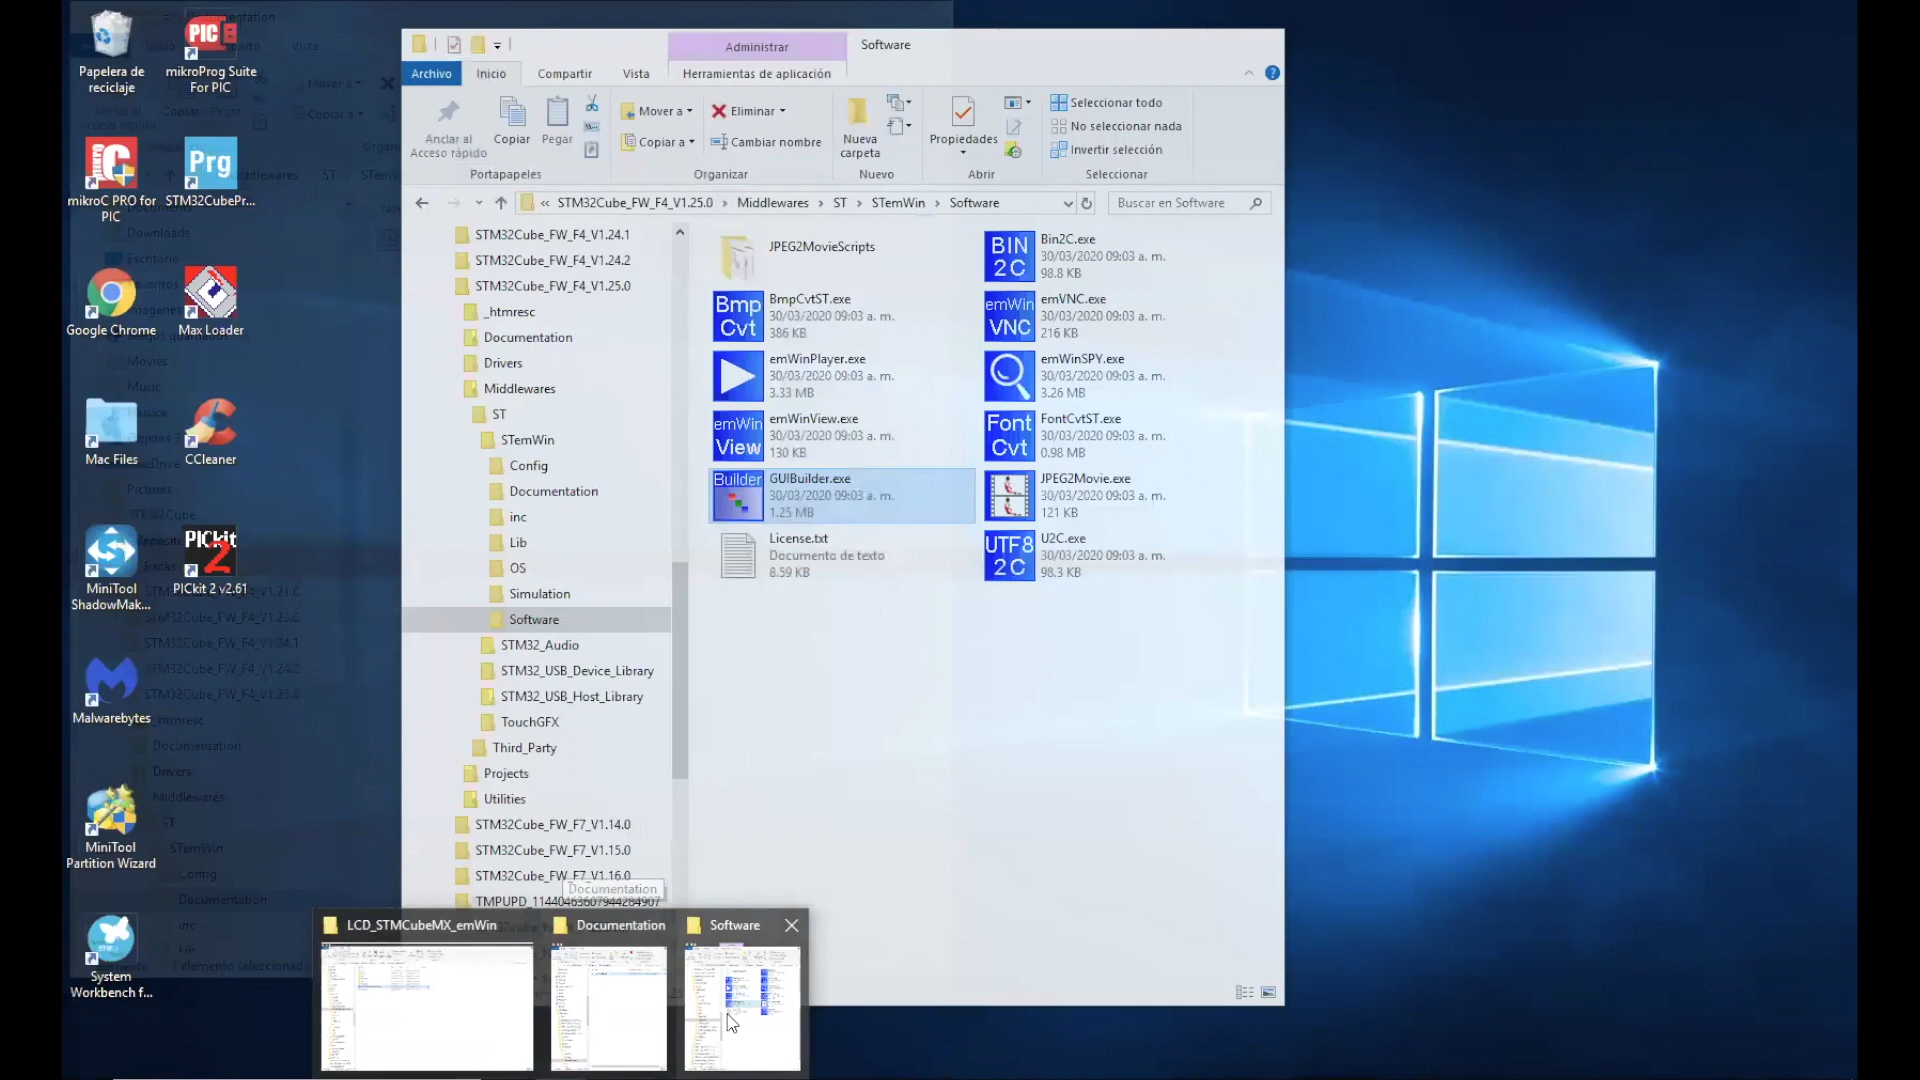 Papelera de
reciclaje
mikroProg Suite
For PIC
mikroC PRO for
PIC
STM32CubePr...
Google Chrome
Max Loader
Mac Files
CCleaner
MiniTool
ShadowMak...
PICkit 2 v2.61
Malwarebytes
MiniTool
Partition Wizard
System
Workbench f...
Administrar
Software
Archivo
Inicio
Compartir
Vista
Herramientas de aplicación
Anclar al
Acceso rápido
Copiar
Pegar
Mover a
Copiar a
Eliminar
Cambiar nombre
Nueva
carpeta
Propiedades
Seleccionar todo
No seleccionar nada
Invertir selección
Portapapeles
Organizar
Nuevo
Abrir
Seleccionar
« STM32Cube_FW_F4_V1.25.0 > Middlewares > ST > STemWin > Software
Buscar en Software
STM32Cube_FW_F4_V1.24.1
STM32Cube_FW_F4_V1.24.2
STM32Cube_FW_F4_V1.25.0
_htmresc
Documentation
Drivers
Middlewares
ST
STemWin
Config
Documentation
inc
Lib
OS
Simulation
Software
STM32_Audio
STM32_USB_Device_Library
STM32_USB_Host_Library
TouchGFX
Third_Party
Projects
Utilities
STM32Cube_FW_F7_V1.14.0
STM32Cube_FW_F7_V1.15.0
STM32Cube_FW_F7_V1.16.0
Documentation
JPEG2MovieScripts
Bin2C.exe
30/03/2020 09:03 a. m.
98.8 KB
BmpCvtST.exe
30/03/2020 09:03 a. m.
386 KB
emVNC.exe
30/03/2020 09:03 a. m.
216 KB
emWinPlayer.exe
30/03/2020 09:03 a. m.
3.33 MB
emWinSPY.exe
30/03/2020 09:03 a. m.
3.26 MB
emWinView.exe
30/03/2020 09:03 a. m.
130 KB
FontCvtST.exe
30/03/2020 09:03 a. m.
0.98 MB
GUIBuilder.exe
30/03/2020 09:03 a. m.
1.25 MB
JPEG2Movie.exe
30/03/2020 09:03 a. m.
121 KB
License.txt
Documento de texto
8.59 KB
U2C.exe
30/03/2020 09:03 a. m.
98.3 KB
BIN
2C
Bmp
Cvt
emWin
VNC
emWin
View
Font
Cvt
Builder
UTF8
2C
PIC
Prg
PICkit
2
LCD_STMCubeMX_emWin
Documentation
Software